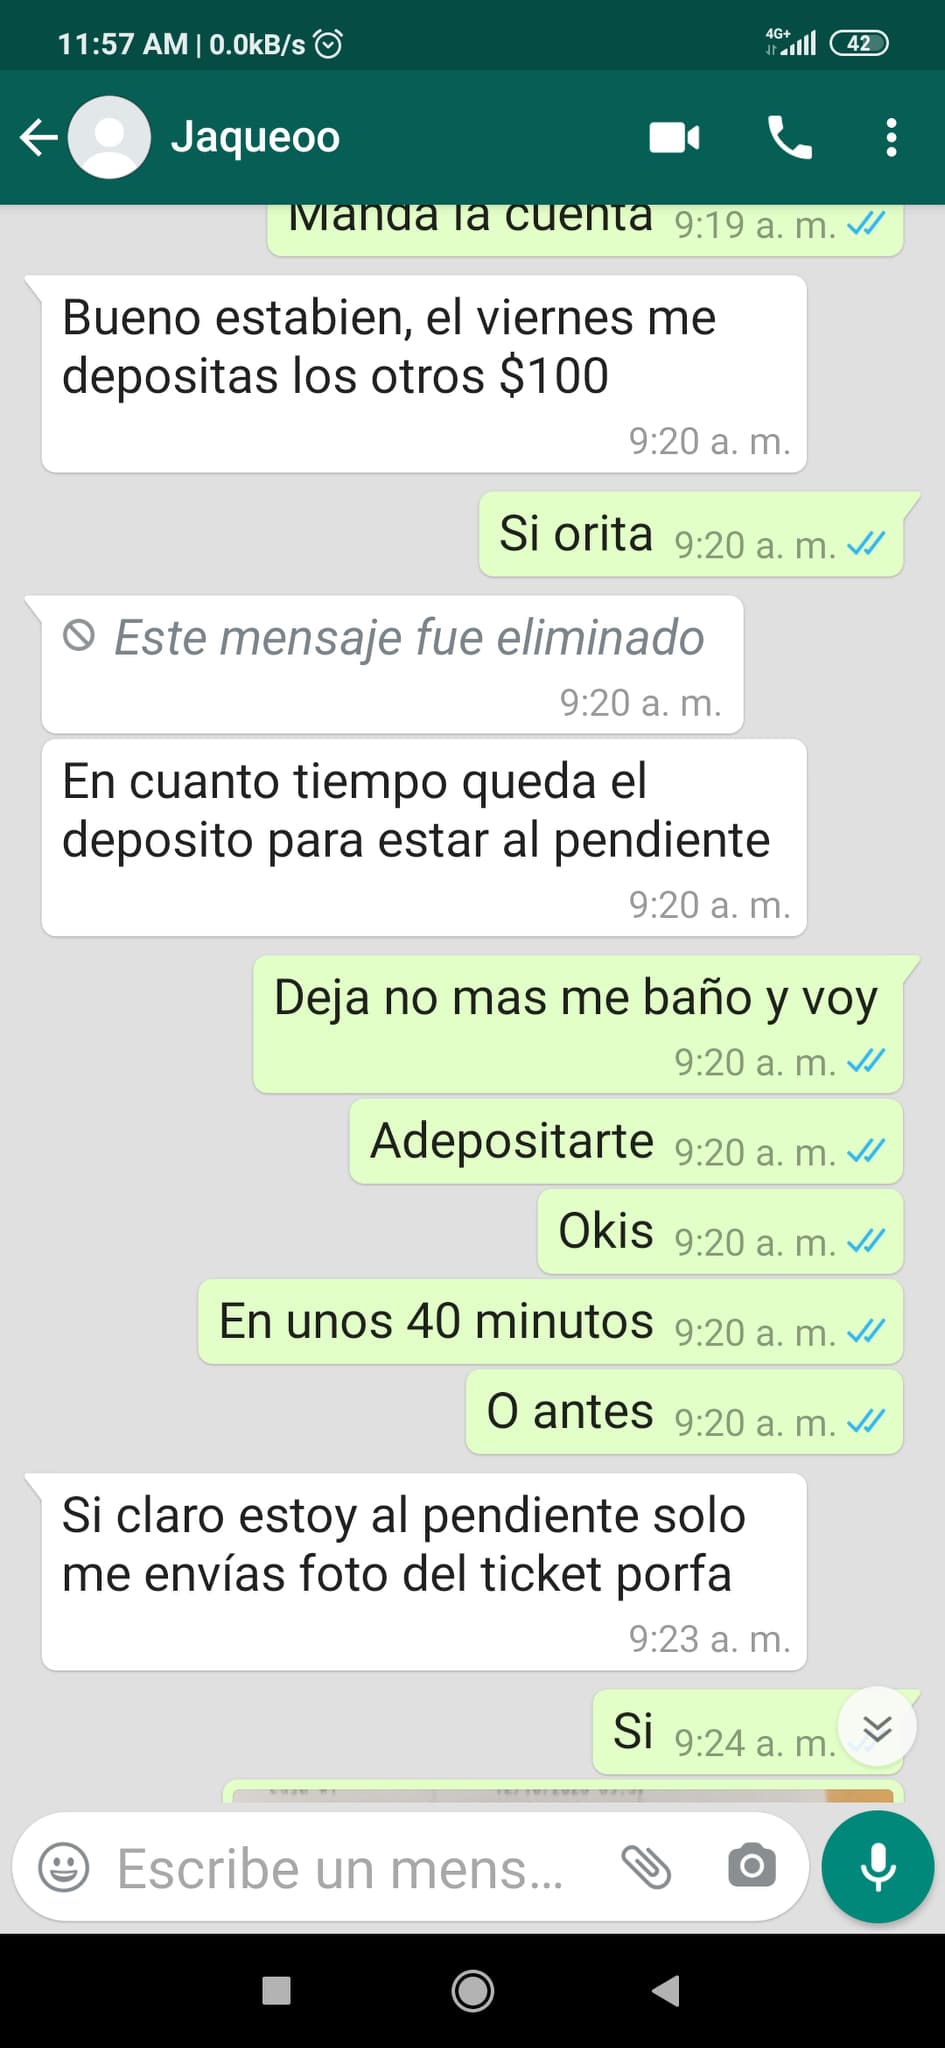 11:57 AM | 0.0kB/s
4G+
42
Jaqueoo
Manda la cuenta 9:19 a. m.
Bueno estabien, el viernes me
depositas los otros $100
9:20 a. m.
Si orita 9:20 a. m.
Este mensaje fue eliminado
9:20 a. m.
En cuanto tiempo queda el
deposito para estar al pendiente
9:20 a. m.
Deja no mas me baño y voy
9:20 a. m.
Adepositarte 9:20 a. m.
Okis 9:20 a. m.
En unos 40 minutos 9:20 a. m.
O antes 9:20 a. m.
Si claro estoy al pendiente solo
me envías foto del ticket porfa
9:23 a. m.
Si 9:24 a. m.
Escribe un mens...